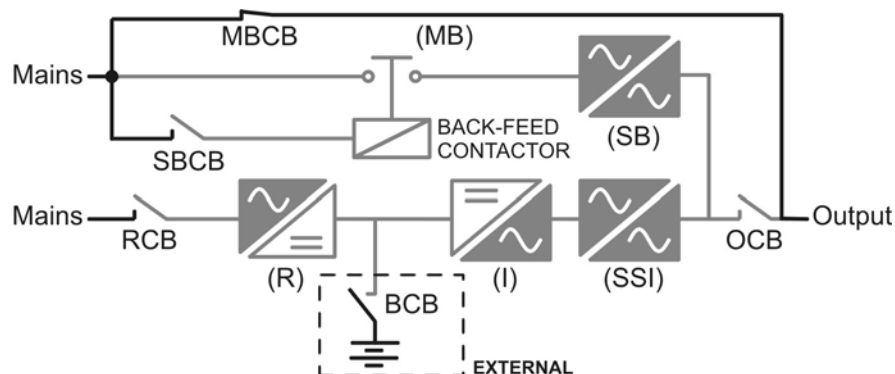 MBCB
(MB)
Mains
BACK-FEED
CONTACTOR
(SB)
SBCB
Mains
Output
RCB
OCB
(R)
(I)
(SSI)
BCB
EXTERNAL